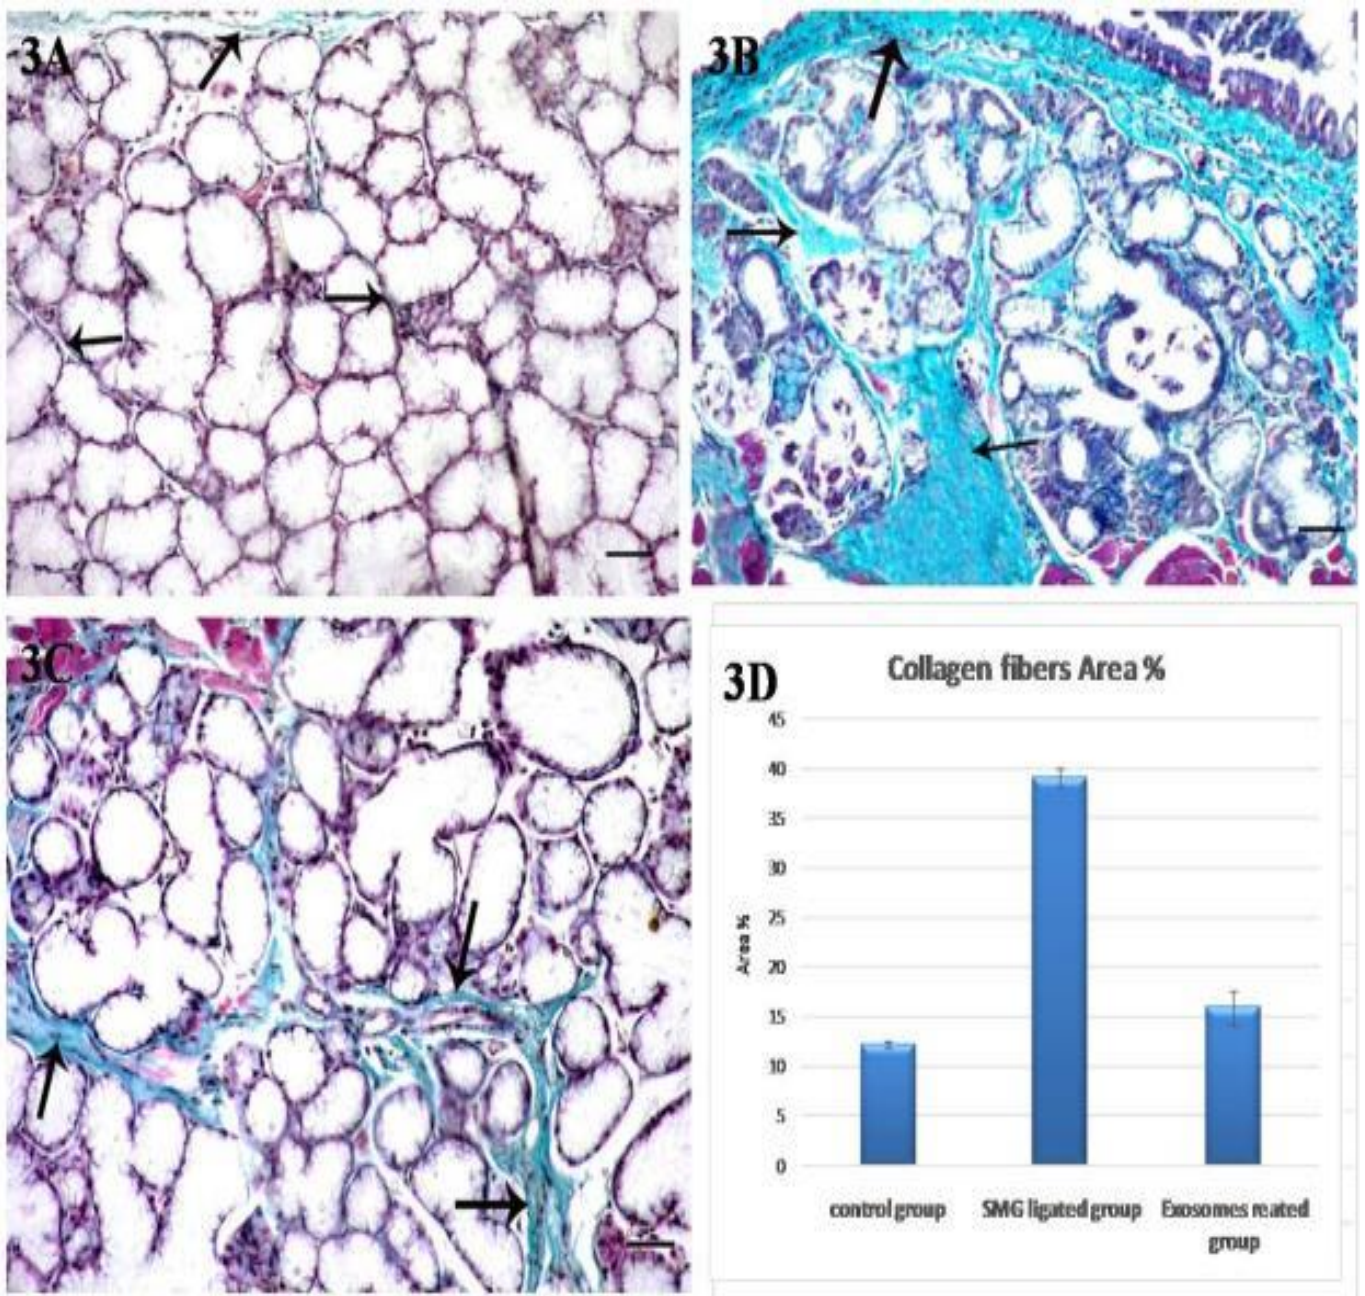 3A
3B
3C
3D
Collagen fibers Area %
45
40
35
30
25
20
15
10
5
0
Area %
control group
SMG ligated group
Exosomes reated
group